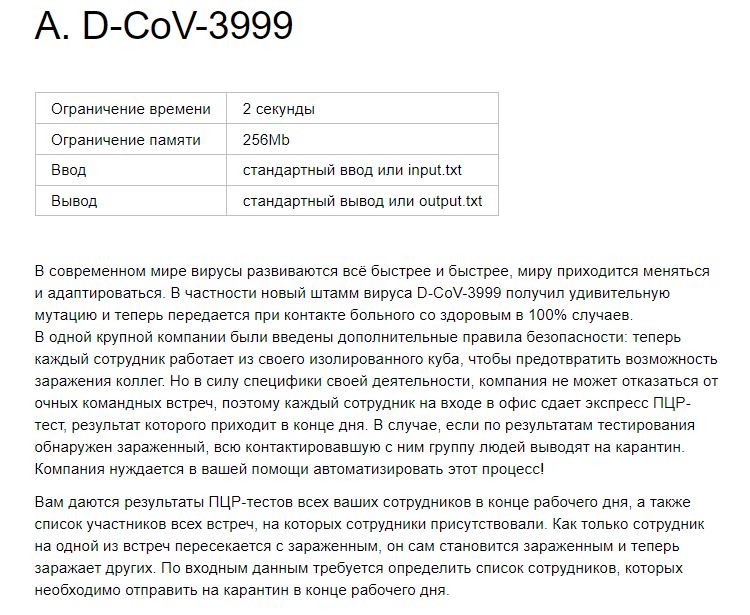 A. D-CoV-3999
Ограничение времени 2 секунды
Ограничение памяти 256Mb
Ввод стандартный ввод или input.txt
Вывод стандартный вывод или output.txt
В современном мире вирусы развиваются всё быстрее и быстрее, миру приходится меняться
и адаптироваться. В частности новый штамм вируса D-CoV-3999 получил удивительную
мутацию и теперь передается при контакте больного со здоровым в 100% случаев.
В одной крупной компании были введены дополнительные правила безопасности: теперь
каждый сотрудник работает из своего изолированного куба, чтобы предотвратить возможность
заражения коллег. Но в силу специфики своей деятельности, компания не может отказаться от
очных командных встреч, поэтому каждый сотрудник на входе в офис сдает экспресс ПЦР-
тест, результат которого приходит в конце дня. В случае, если по результатам тестирования
обнаружен зараженный, всю контактировавшую с ним группу людей выводят на карантин.
Компания нуждается в вашей помощи автоматизировать этот процесс!
Вам даются результаты ПЦР-тестов всех ваших сотрудников в конце рабочего дня, а также
список участников всех встреч, на которых сотрудники присутствовали. Как только сотрудник
на одной из встреч пересекается с зараженным, он сам становится зараженным и теперь
заражает других. По входным данным требуется определить список сотрудников, которых
необходимо отправить на карантин в конце рабочего дня.